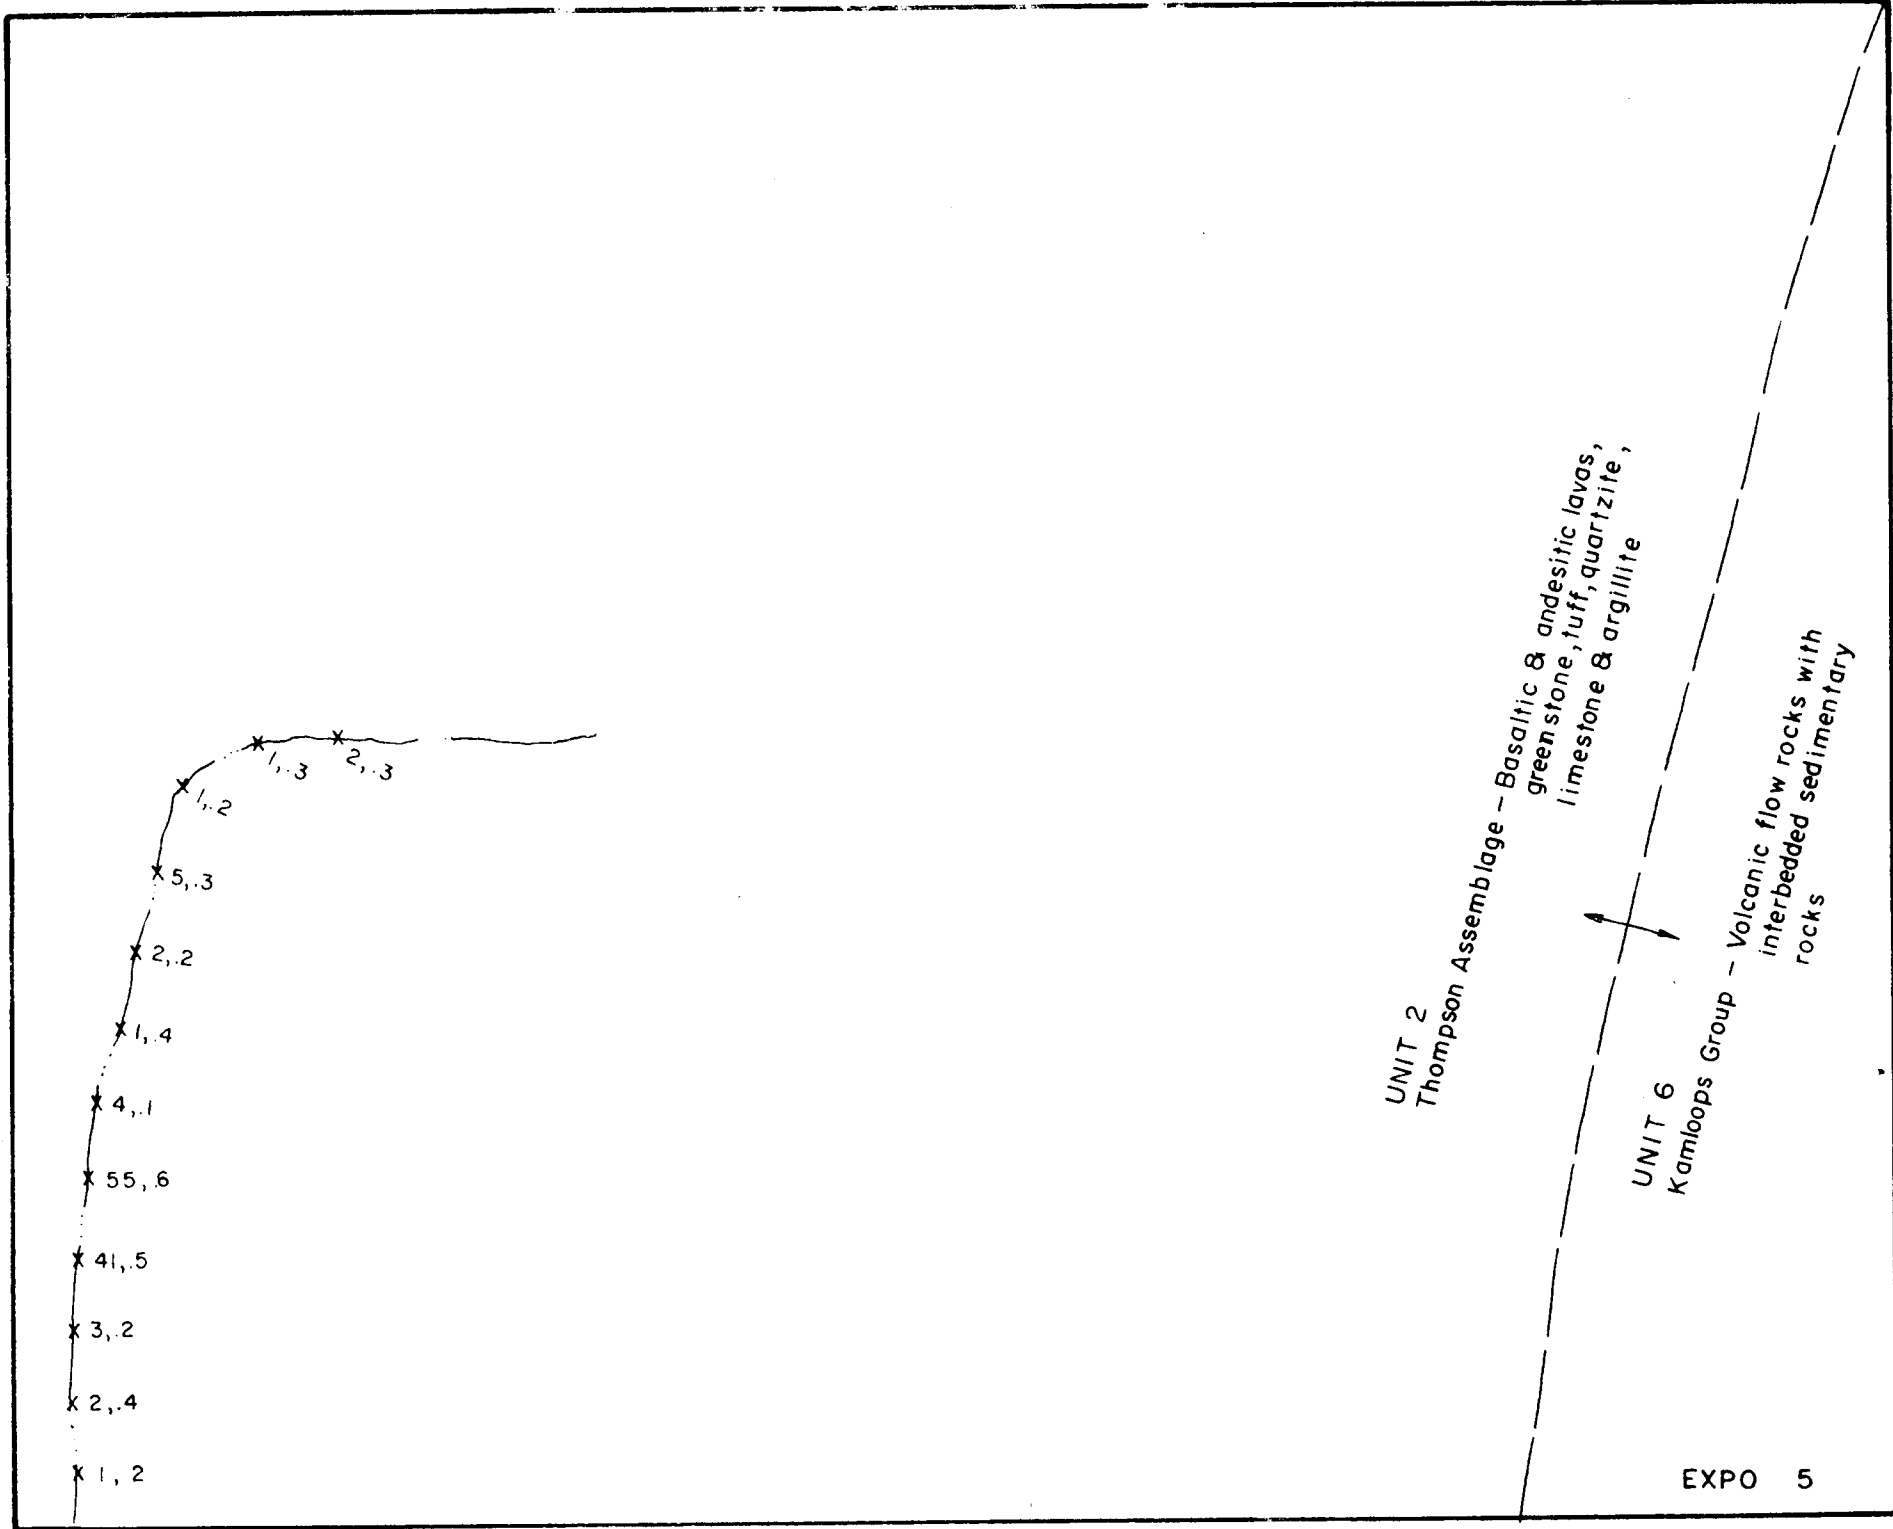 UNIT 2
Thompson Assemblage – Basaltic & andesitic lavas,
greenstone, tuff, quartzite,
limestone & argillite
UNIT 6
Kamloops Group – Volcanic flow rocks with
interbedded sedimentary
rocks
1, .3
2, .3
1, .2
5, .3
2, .2
1, .4
4, .1
55, .6
41, .5
3, .2
2, .4
1, 2
EXPO 5